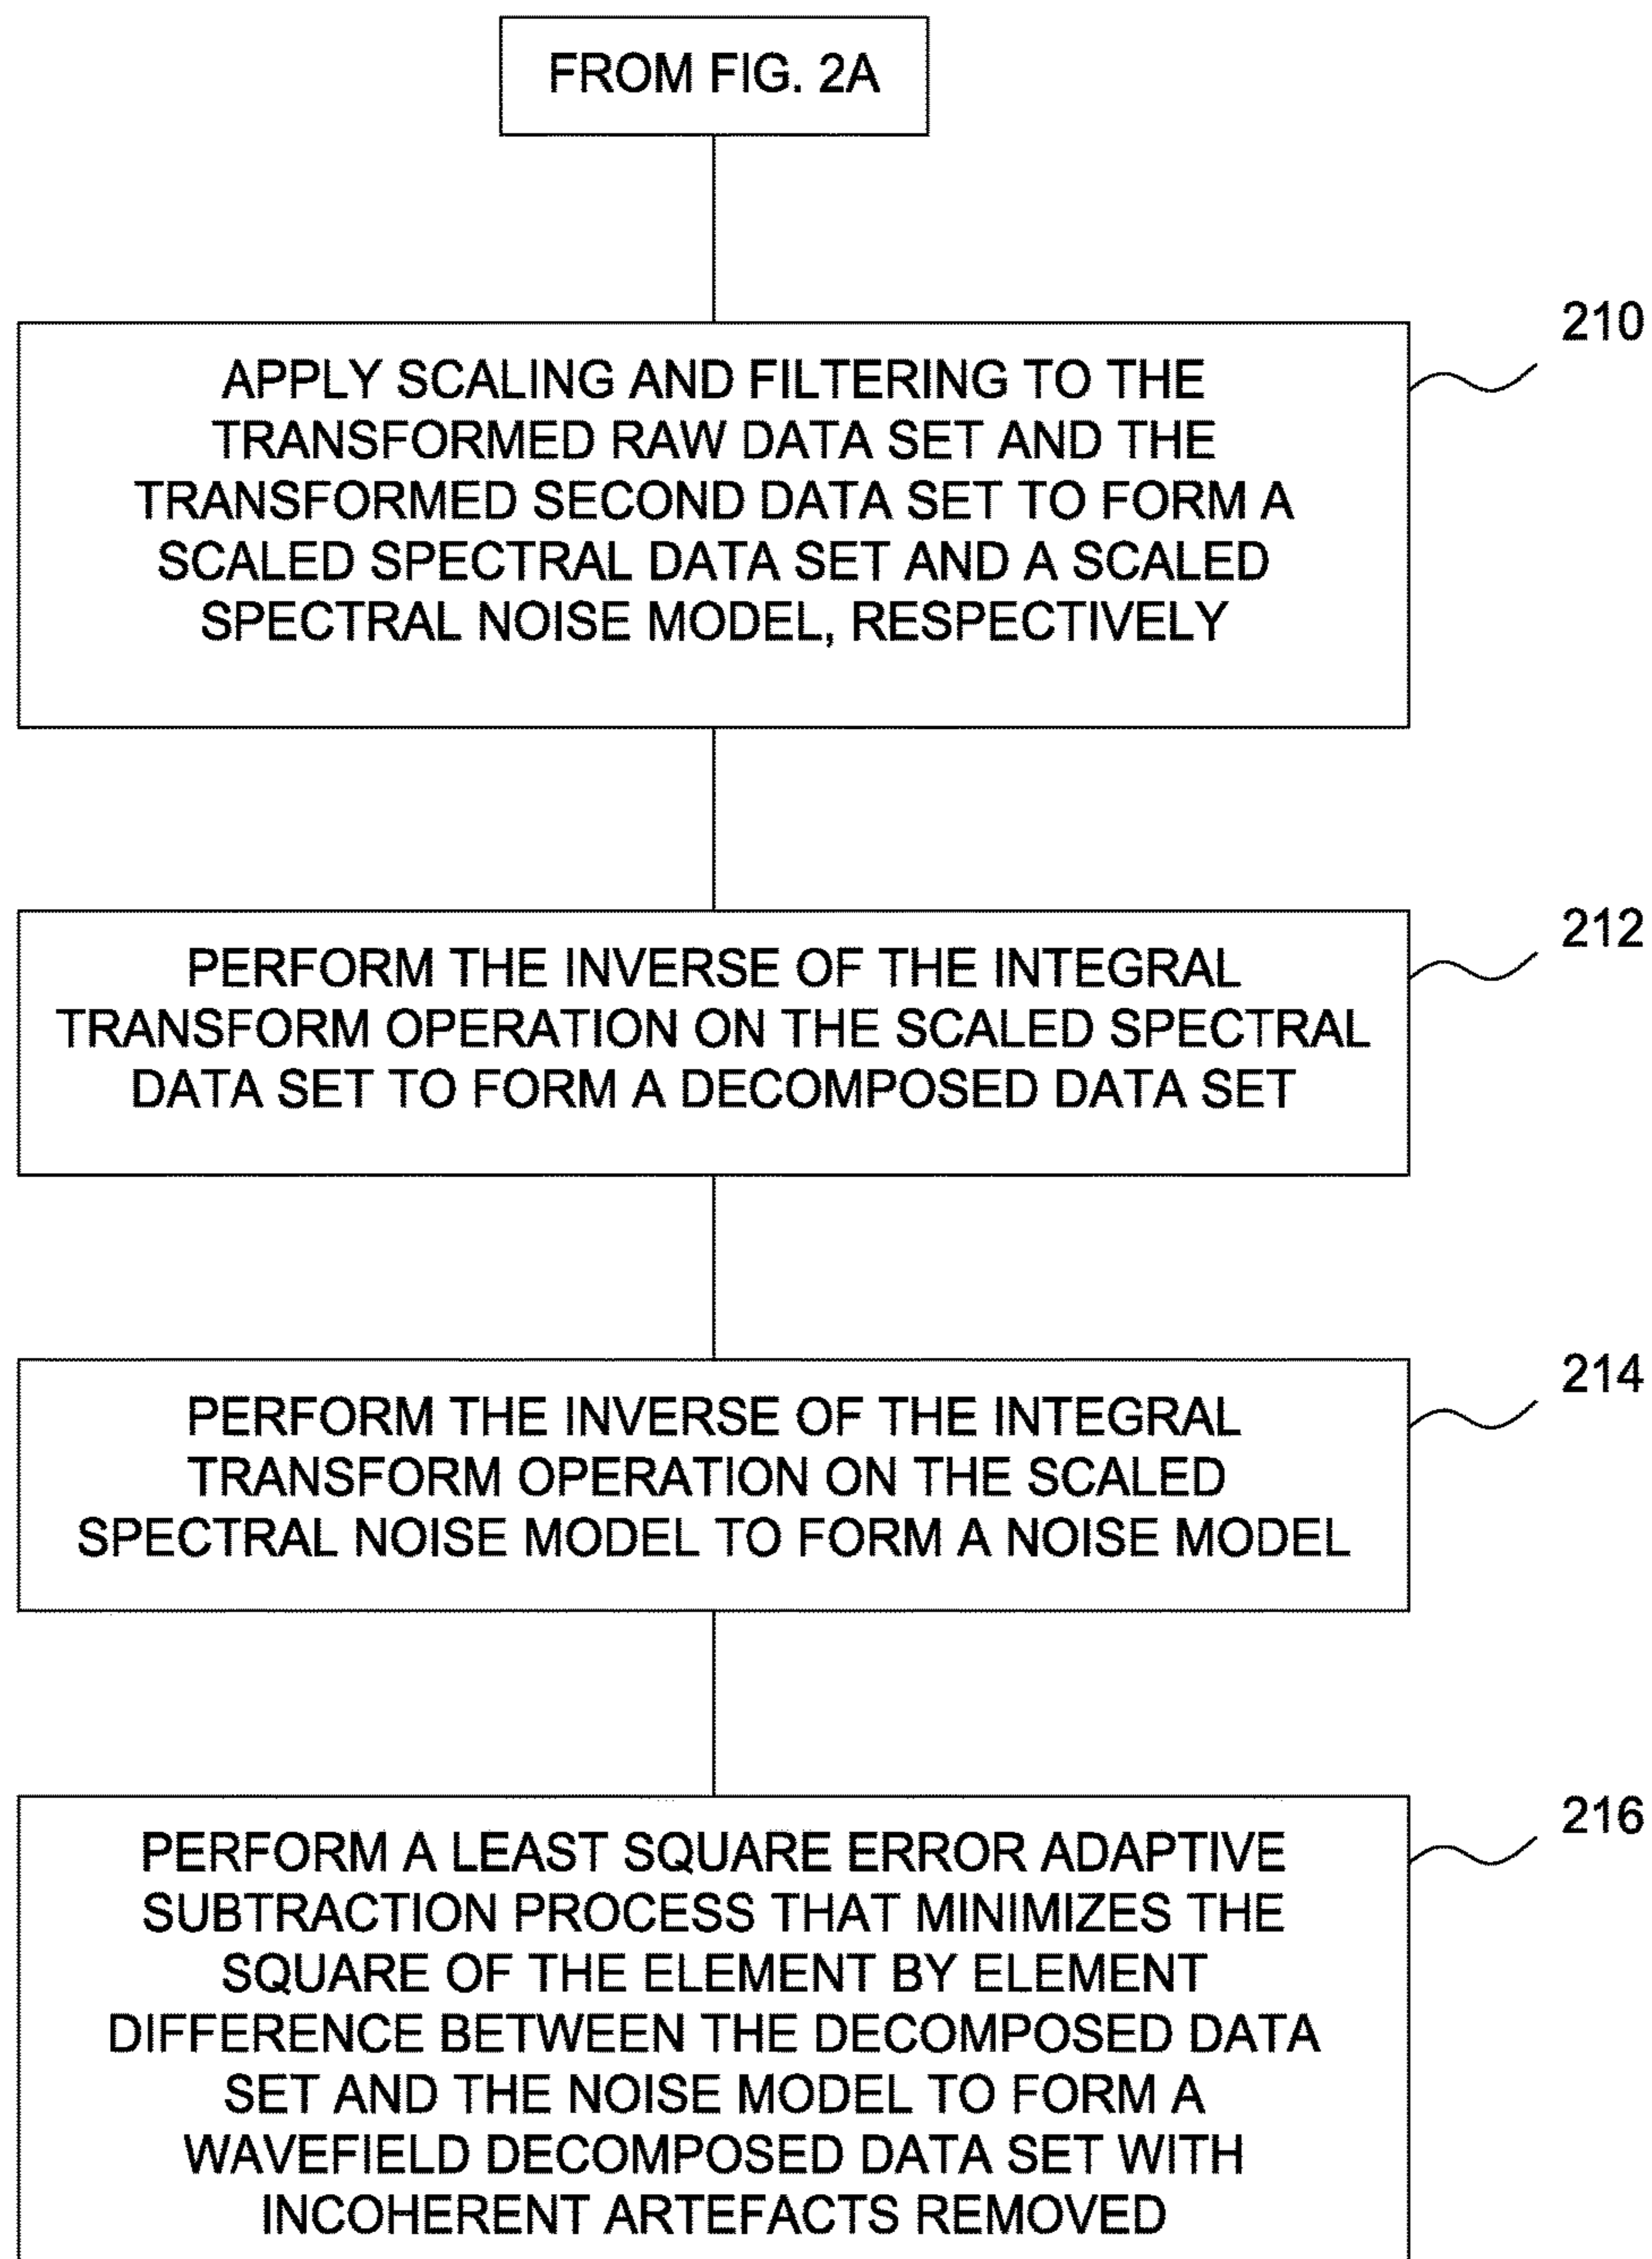 FROM FIG. 2A
210
APPLY SCALING AND FILTERING TO THE
TRANSFORMED RAW DATA SET AND THE
TRANSFORMED SECOND DATA SET TO FORM A
SCALED SPECTRAL DATA SET AND A SCALED
SPECTRAL NOISE MODEL, RESPECTIVELY
212
PERFORM THE INVERSE OF THE INTEGRAL
TRANSFORM OPERATION ON THE SCALED SPECTRAL
DATA SET TO FORM A DECOMPOSED DATA SET
214
PERFORM THE INVERSE OF THE INTEGRAL
TRANSFORM OPERATION ON THE SCALED
SPECTRAL NOISE MODEL TO FORM A NOISE MODEL
216
PERFORM A LEAST SQUARE ERROR ADAPTIVE
SUBTRACTION PROCESS THAT MINIMIZES THE
SQUARE OF THE ELEMENT BY ELEMENT
DIFFERENCE BETWEEN THE DECOMPOSED DATA
SET AND THE NOISE MODEL TO FORM A
WAVEFIELD DECOMPOSED DATA SET WITH
INCOHERENT ARTEFACTS REMOVED